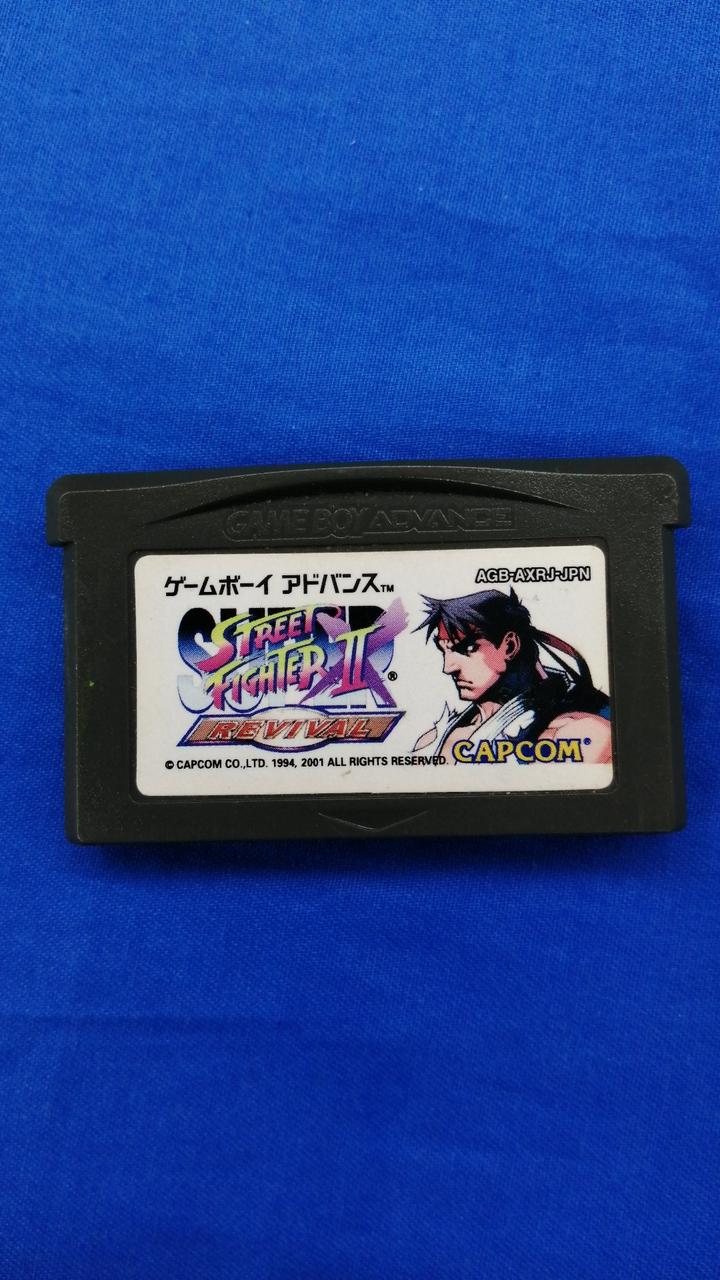 GAME BOY ADVANCE
ゲームボーイ アドバンス™
AGB-AXRJ-JPN
SUPER
STREET
FIGHTER II X®
REVIVAL
CAPCOM®
© CAPCOM CO.,LTD. 1994, 2001 ALL RIGHTS RESERVED.